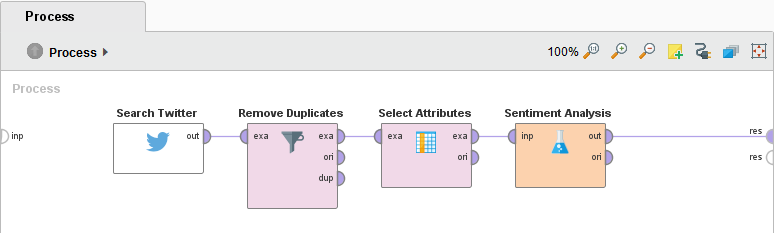 Process
Process
100%
Process
Search Twitter Remove Duplicates Select Attributes Sentiment Analysis
inp out exa exa exa exa inp out res
ori ori ori res
dup